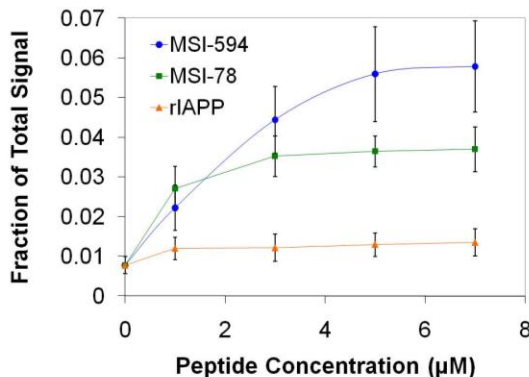 Fraction of Total Signal
0.07
0.06
0.05
0.04
0.03
0.02
0.01
0
MSI-594
MSI-78
rIAPP
0 2 4 6 8
Peptide Concentration (µM)